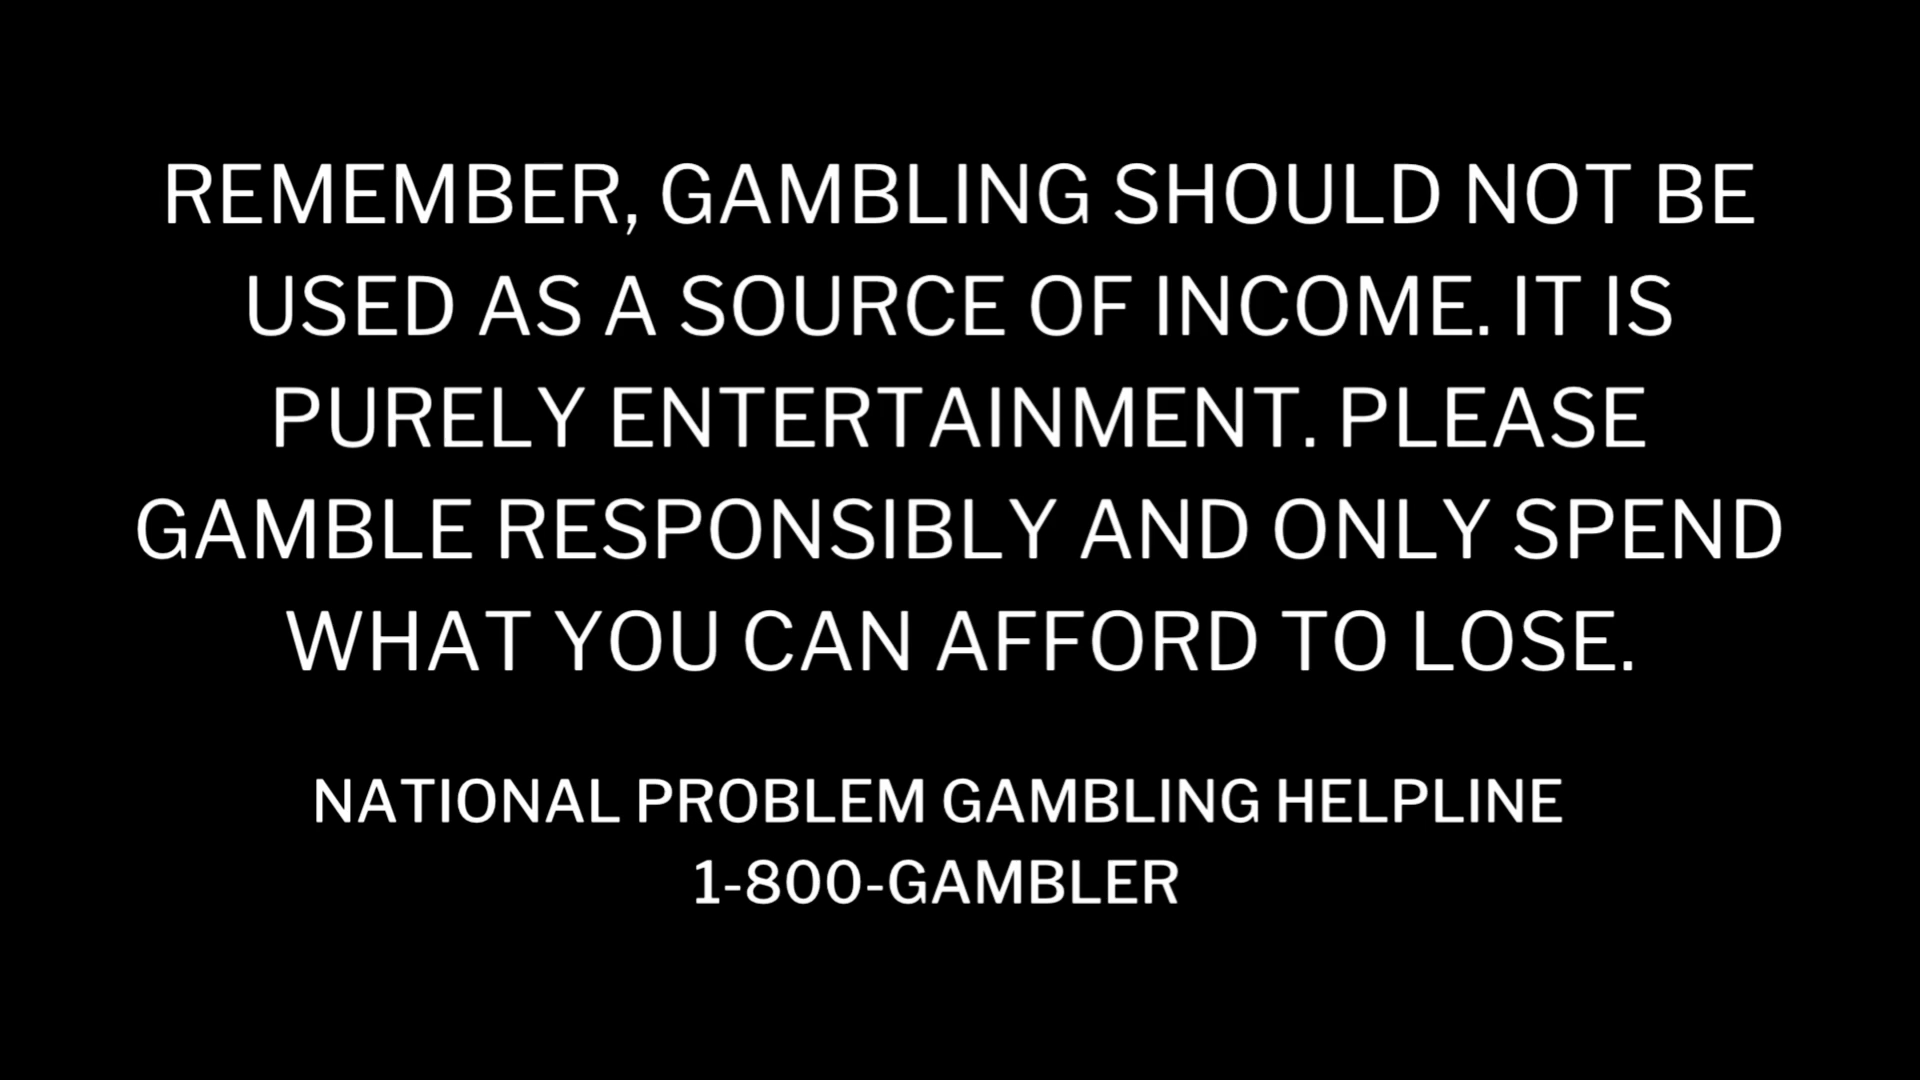 REMEMBER, GAMBLING SHOULD NOT BE
USED AS A SOURCE OF INCOME. IT IS
PURELY ENTERTAINMENT. PLEASE
GAMBLE RESPONSIBLY AND ONLY SPEND
WHAT YOU CAN AFFORD TO LOSE.
NATIONAL PROBLEM GAMBLING HELPLINE
1-800-GAMBLER